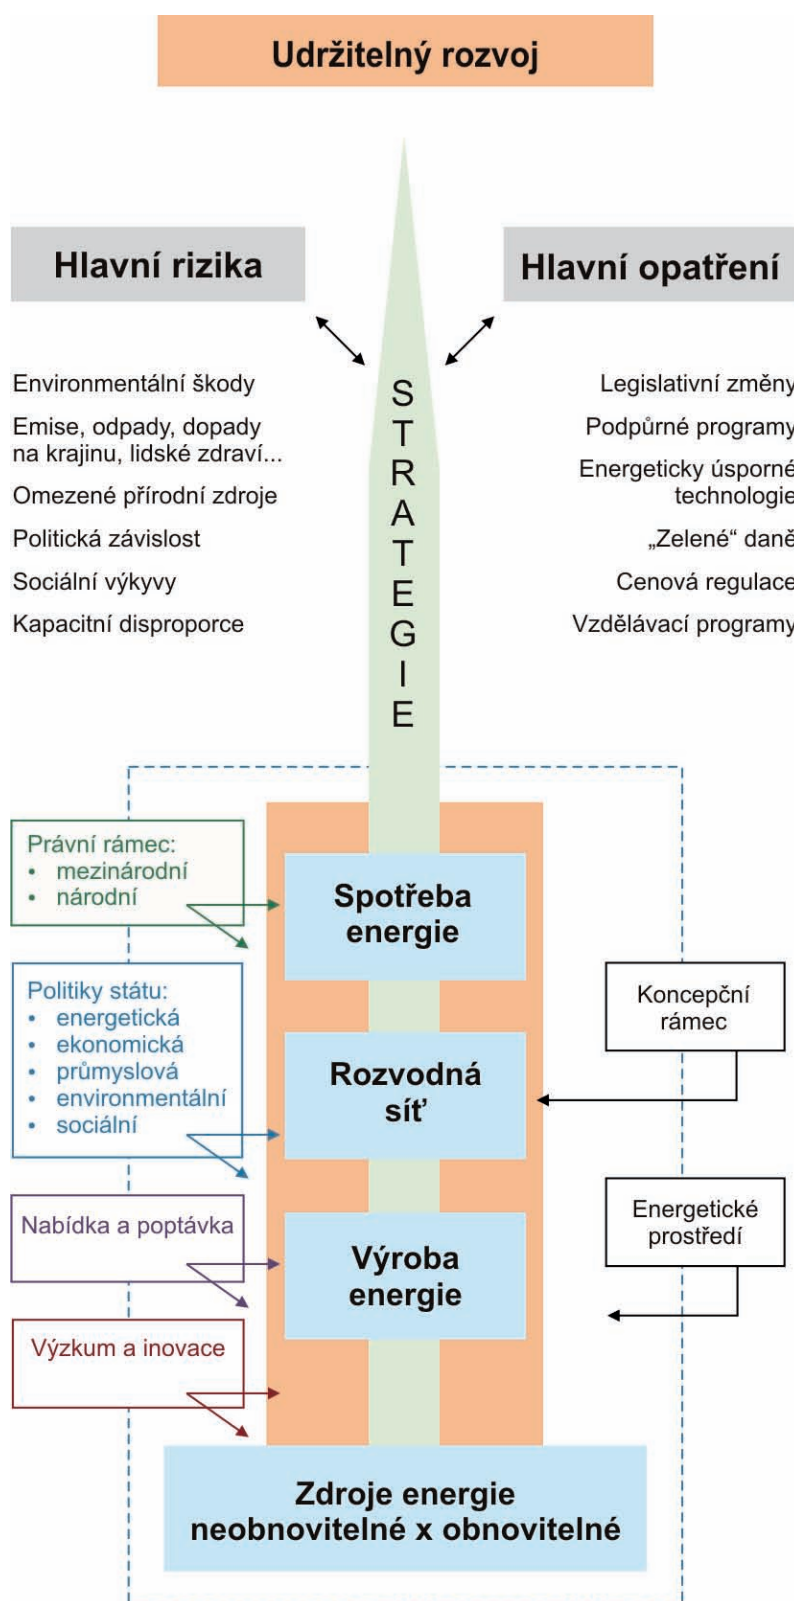 Udržitelný rozvoj
Hlavní rizika
Hlavní opatření
Environmentální škody
Emise, odpady, dopady
na krajinu, lidské zdraví...
Omezené přírodní zdroje
Politická závislost
Sociální výkyvy
Kapacitní disproporce
STRATEGIE
Legislativní změny
Podpůrné programy
Energeticky úsporné
technologie
„Zelené“ daně
Cenová regulace
Vzdělávací programy
Právní rámec:
• mezinárodní
• národní
Politiky státu:
• energetická
• ekonomická
• průmyslová
• environmentální
• sociální
Nabídka a poptávka
Výzkum a inovace
Spotřeba
energie
Rozvodná
síť
Výroba
energie
Koncepční
rámec
Energetické
prostředí
Zdroje energie
neobnovitelné x obnovitelné